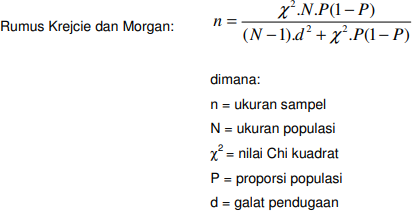 Rumus Krejcie dan Morgan: n = χ².N.P(1−P) / (N−1).d² + χ².P(1−P)
dimana:
n = ukuran sampel
N = ukuran populasi
χ² = nilai Chi kuadrat
P = proporsi populasi
d = galat pendugaan